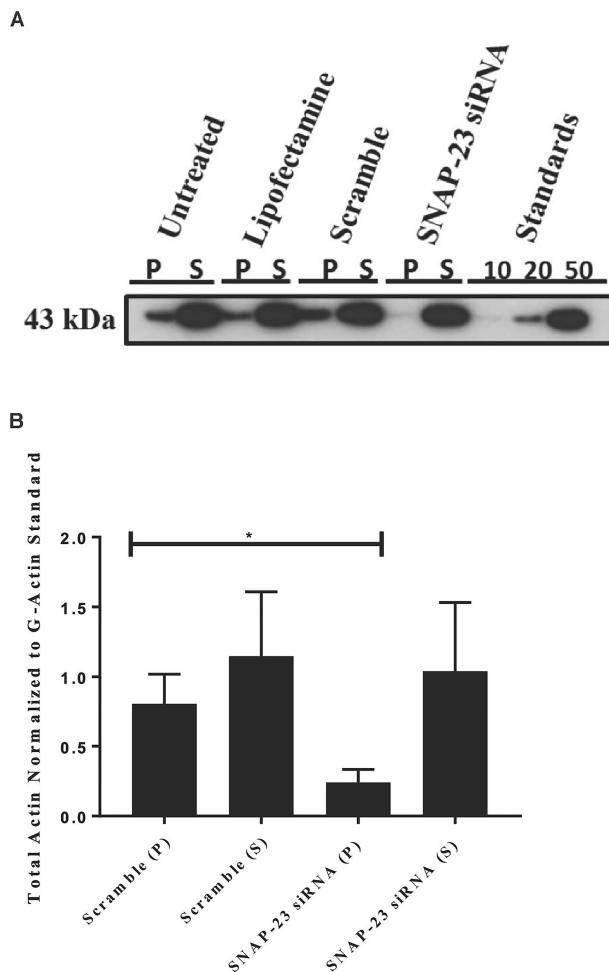 A
Untreated
Lipofectamine
Scramble
SNAP-23 siRNA
Standards
P S P S P S P S 10 20 50
43 kDa
B
Total Actin Normalized to G-Actin Standard
2.0
1.5
1.0
0.5
0.0
*
Scramble (P)
Scramble (S)
SNAP-23 siRNA (P)
SNAP-23 siRNA (S)